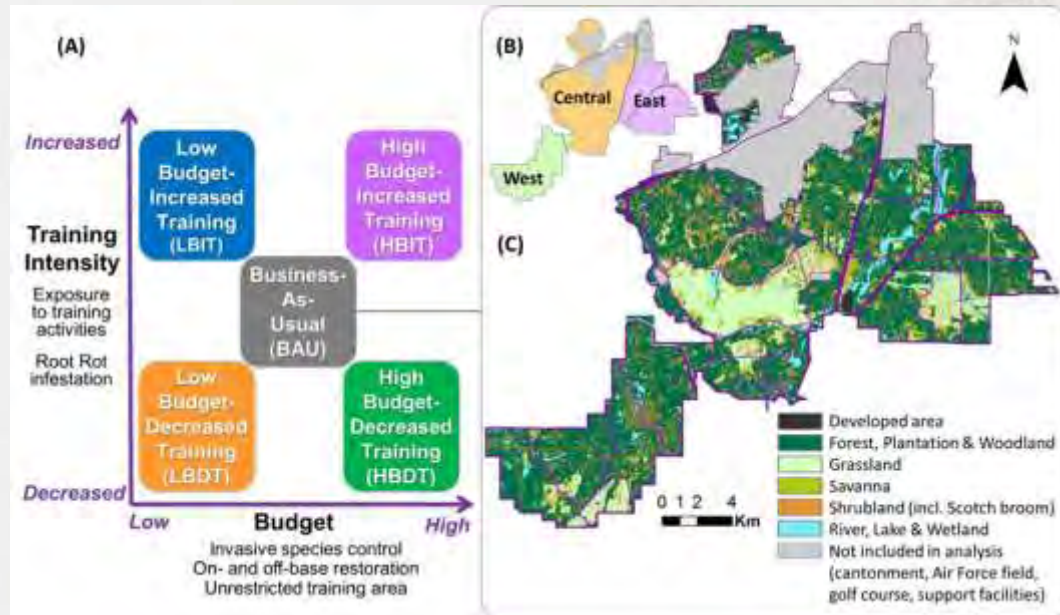 (A)
Increased
Low
Budget-
Increased
Training
(LBIT)
High
Budget-
Increased
Training
(HBIT)
Training
Intensity
Exposure
to training
activities
Root Rot
infestation
Business-
As-
Usual
(BAU)
Low
Budget-
Decreased
Training
(LBDT)
High
Budget-
Decreased
Training
(HBDT)
Decreased
Low
Budget
High
Invasive species control
On- and off-base restoration
Unrestricted training area
(B)
Central
East
West
N
(C)
Developed area
Forest, Plantation & Woodland
Grassland
Savanna
Shrubland (incl. Scotch broom)
River, Lake & Wetland
Not included in analysis
(cantonment, Air Force field,
golf course, support facilities)
0 1 2 4
Km